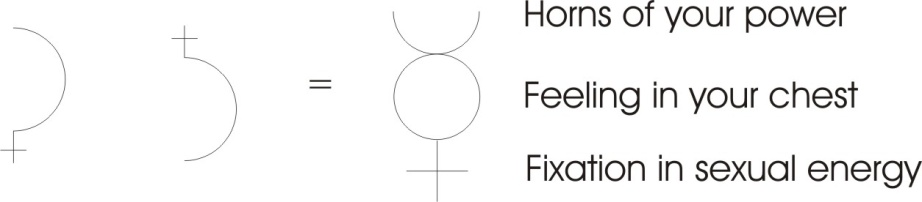 =
Horns of your power
Feeling in your chest
Fixation in sexual energy